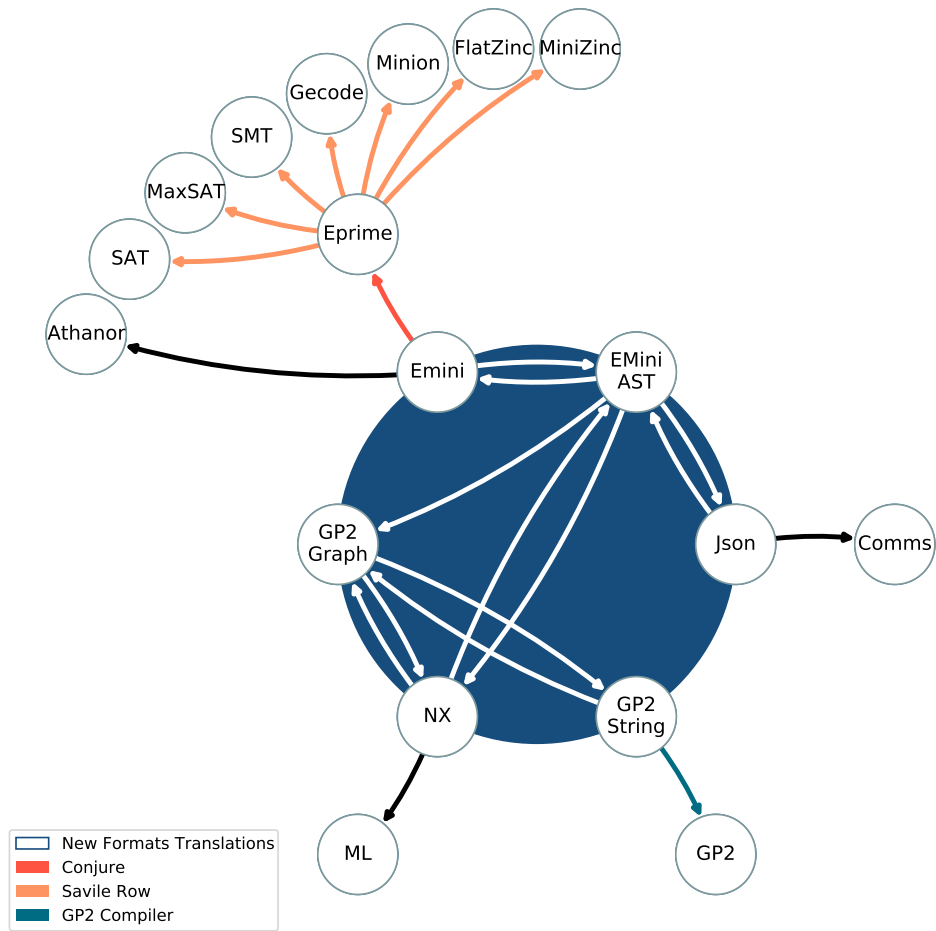 FlatZinc
MiniZinc
Minion
Gecode
SMT
MaxSAT
Eprime
SAT
Athanor
Emini
EMini
AST
GP2
Graph
Json
Comms
NX
GP2
String
ML
GP2
New Formats Translations
Conjure
Savile Row
GP2 Compiler